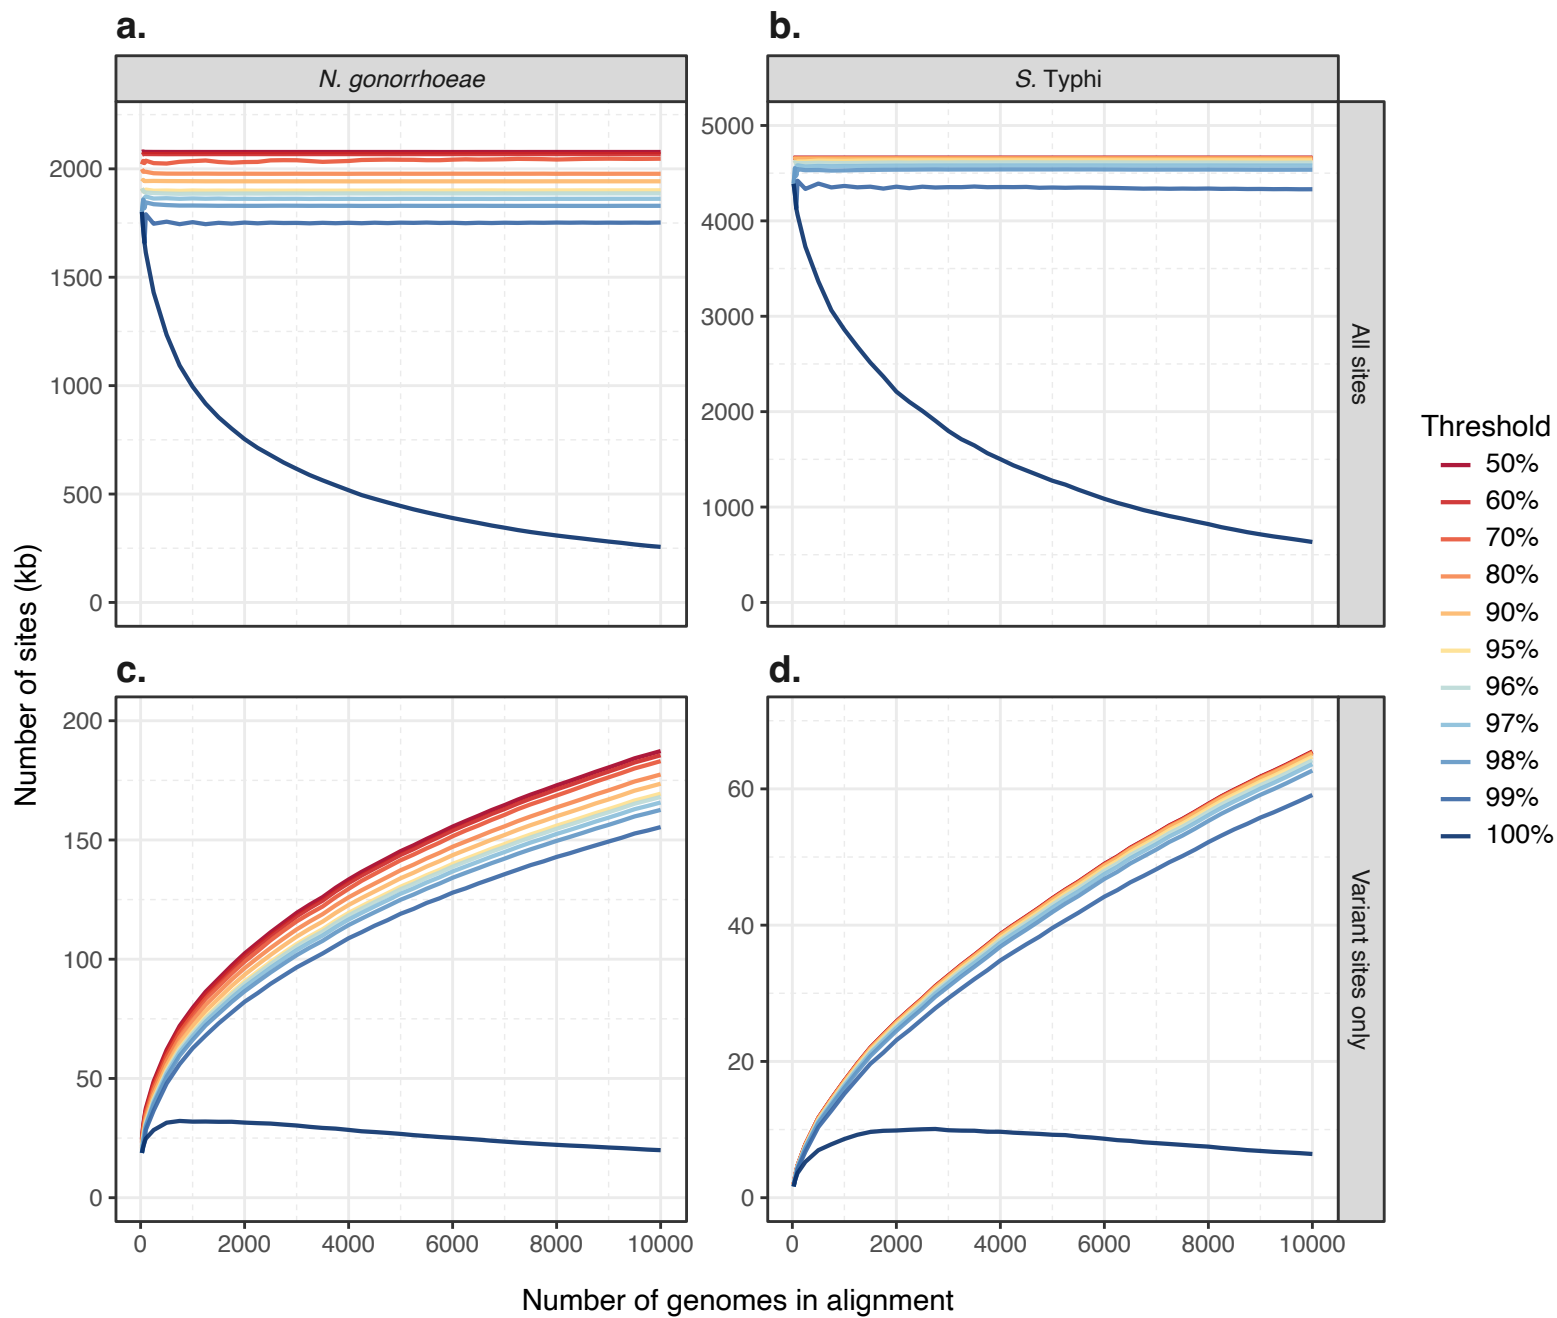 a.
b.
N. gonorrhoeae
S. Typhi
2000
1500
1000
500
0
5000
4000
3000
2000
1000
0
All sites
Number of sites (kb)
c.
d.
200
150
100
50
0
60
40
20
0
Variant sites only
0 2000 4000 6000 8000 10000
0 2000 4000 6000 8000 10000
Number of genomes in alignment
Threshold
50%
60%
70%
80%
90%
95%
96%
97%
98%
99%
100%